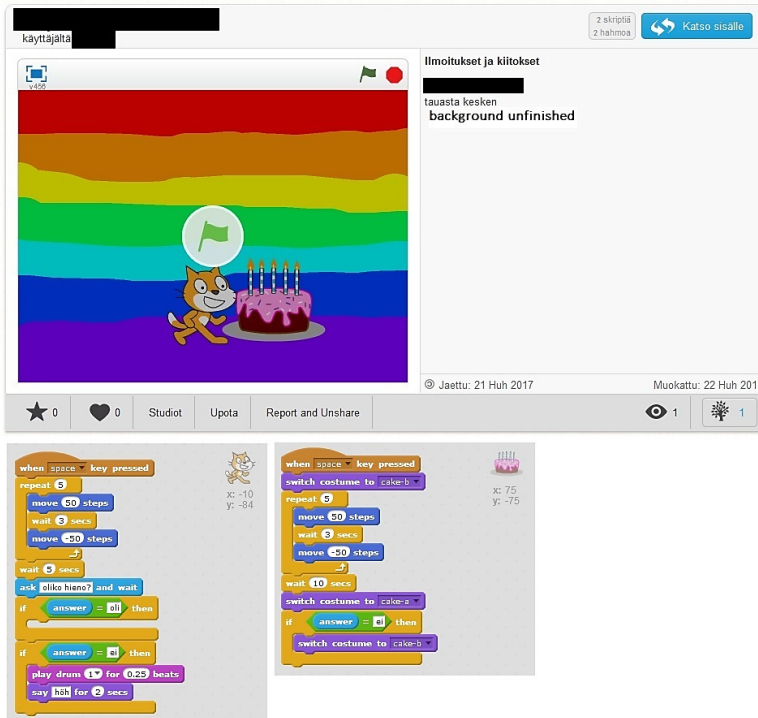 käyttäjältä
2 skriptiä
2 hahmoa
Katso sisälle
v456
Ilmoitukset ja kiitokset
tauasta kesken
background unfinished
Jaettu: 21 Huh 2017
Muokattu: 22 Huh 201
0
0
Studiot
Upota
Report and Unshare
1
1
when space key pressed
repeat 5
move 50 steps
wait 3 secs
move -50 steps
wait 5 secs
ask oliko hieno? and wait
if answer = oli then
if answer = ei then
play drum 1 for 0.25 beats
say höh for 2 secs
x: -10
y: -84
when space key pressed
switch costume to cake-b
repeat 5
move 50 steps
wait 3 secs
move -50 steps
wait 10 secs
switch costume to cake-a
if answer = ei then
switch costume to cake-b
x: 75
y: -75